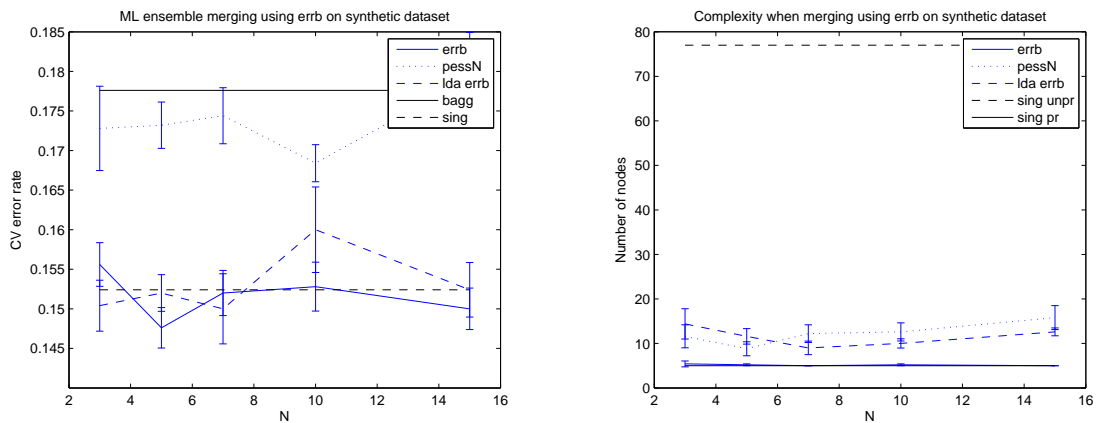 ML ensemble merging using errb on synthetic dataset
0.185
0.18
0.175
0.17
0.165
0.16
0.155
0.15
0.145
CV error rate
2 4 6 8 10 12 14 16
N
errb
pessN
lda errb
bagg
sing
Complexity when merging using errb on synthetic dataset
80
70
60
50
40
30
20
10
0
Number of nodes
2 4 6 8 10 12 14 16
N
errb
pessN
lda errb
sing unpr
sing pr